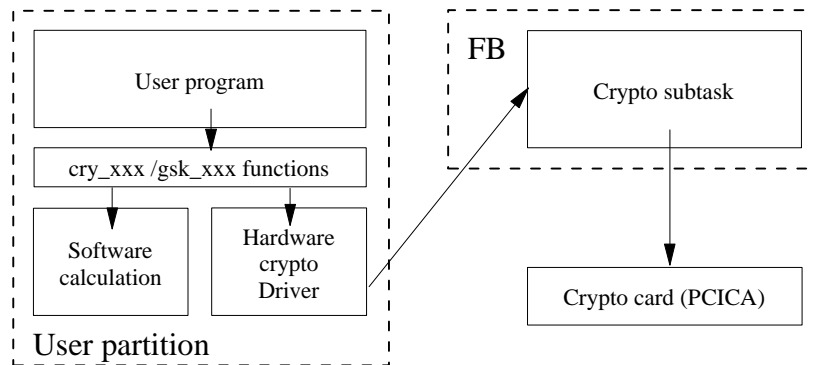 User program
cry_xxx /gsk_xxx functions
Software
calculation
Hardware
crypto
Driver
User partition
FB
Crypto subtask
Crypto card (PCICA)